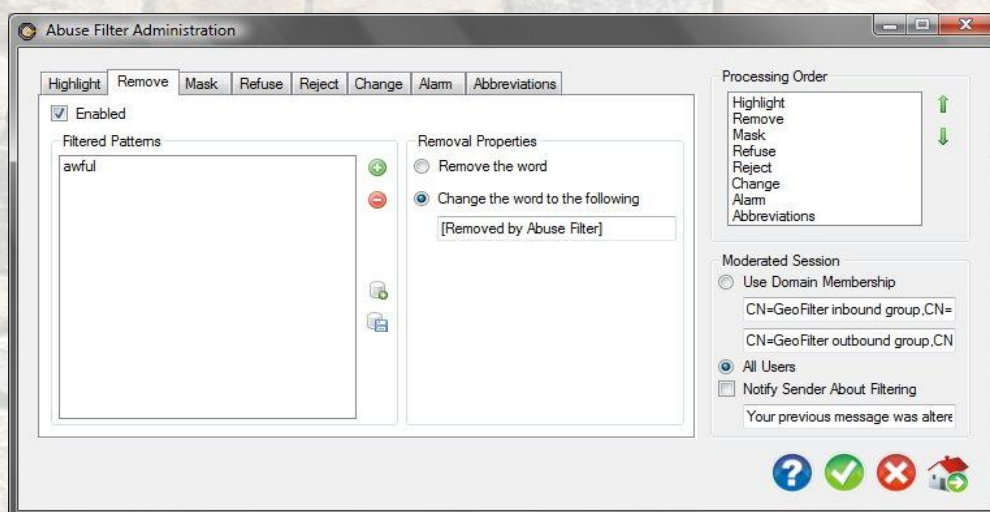 Abuse Filter Administration
Highlight Remove Mask Refuse Reject Change Alarm Abbreviations
Enabled
Filtered Patterns
awful
Removal Properties
Remove the word
Change the word to the following
[Removed by Abuse Filter]
Processing Order
Highlight
Remove
Mask
Refuse
Reject
Change
Alarm
Abbreviations
Moderated Session
Use Domain Membership
CN=GeoFilter inbound group,CN=
CN=GeoFilter outbound group,CN
All Users
Notify Sender About Filtering
Your previous message was altere